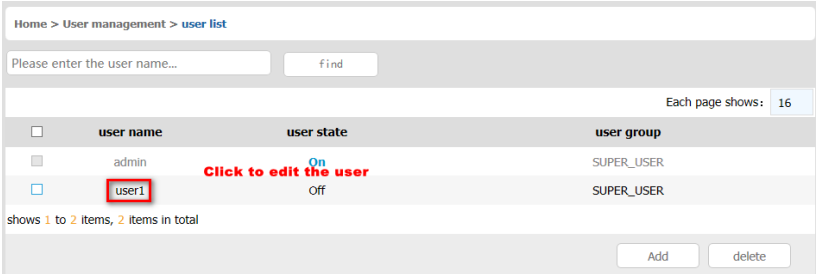 Home > User management > user list
Please enter the user name... find
Each page shows: 16
user name user state user group
admin On SUPER_USER
Click to edit the user
user1 Off SUPER_USER
shows 1 to 2 items, 2 items in total
Add delete